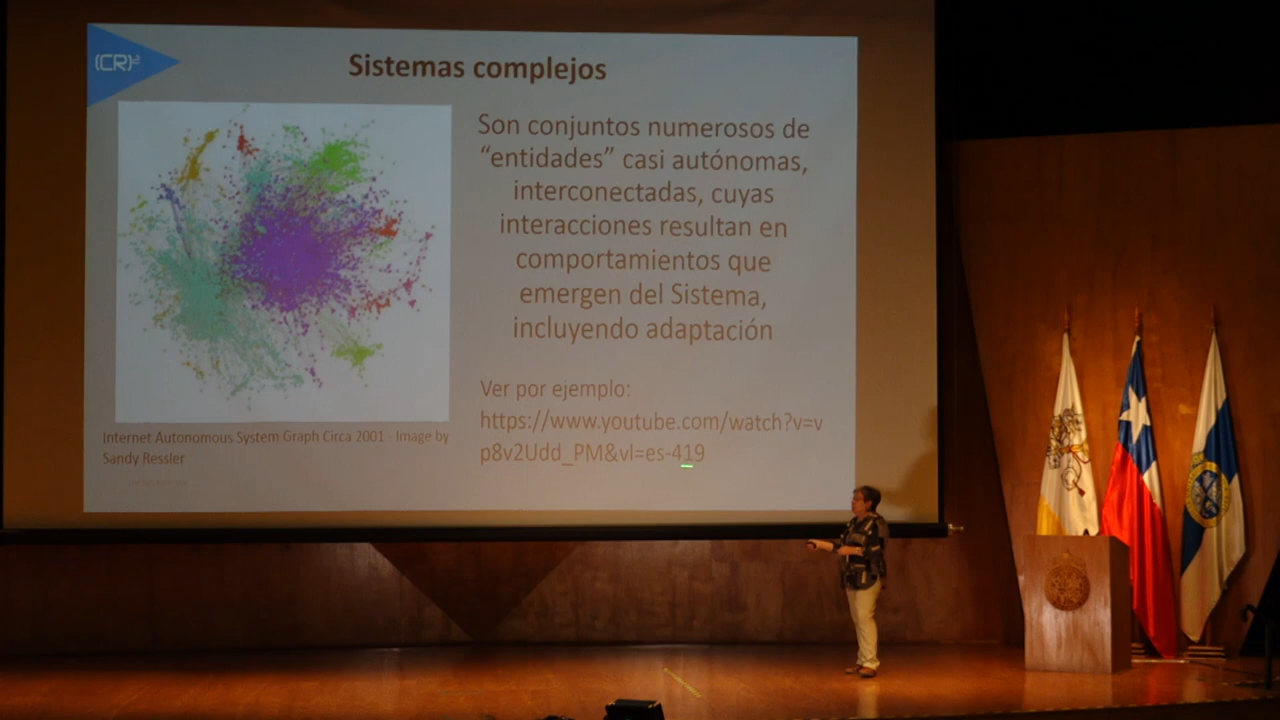 (CR)²
Sistemas complejos
Son conjuntos numerosos de
“entidades” casi autónomas,
interconectadas, cuyas
interacciones resultan en
comportamientos que
emergen del Sistema,
incluyendo adaptación
Ver por ejemplo:
https://www.youtube.com/watch?v=v
p8v2Udd_PM&vl=es-419
Internet Autonomous System Graph Circa 2001 - Image by
Sandy Ressler